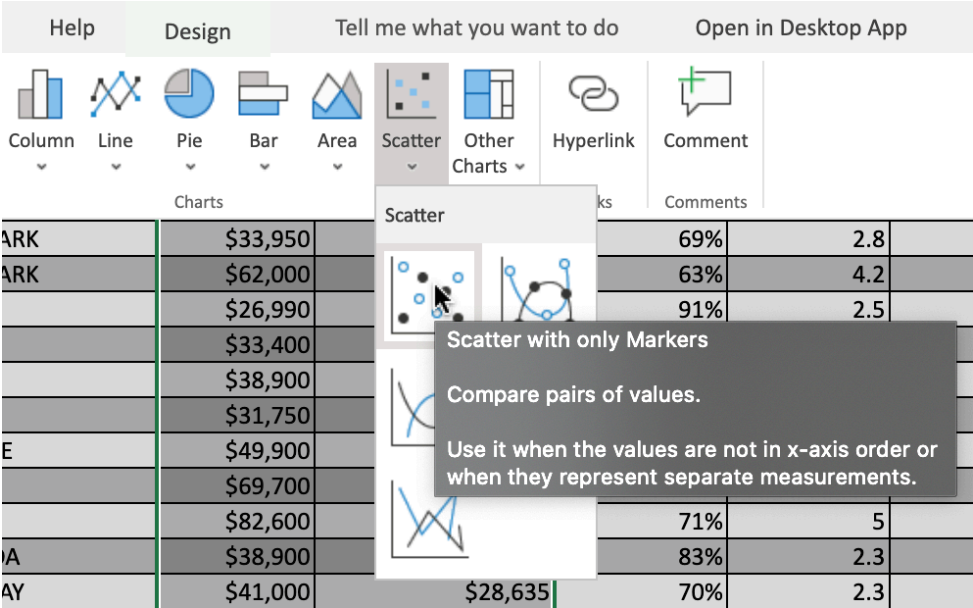 Help Design Tell me what you want to do Open in Desktop App
Column Line Pie Bar Area Scatter Other Charts Hyperlink Comment
Charts ks Comments
Scatter
ARK $33,950 69% 2.8
ARK $62,000 63% 4.2
$26,990 91% 2.5
Scatter with only Markers
$33,400
Compare pairs of values.
$38,900
$31,750
Use it when the values are not in x-axis order or
E $49,900
when they represent separate measurements.
$69,700
$82,600 71% 5
DA $38,900 83% 2.3
AY $41,000 $28,635 70% 2.3